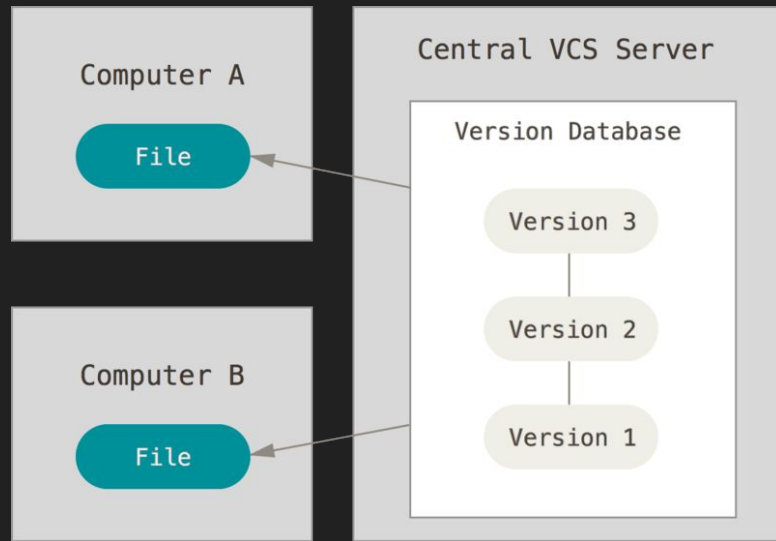 Computer A
File
Computer B
File
Central VCS Server
Version Database
Version 3
Version 2
Version 1